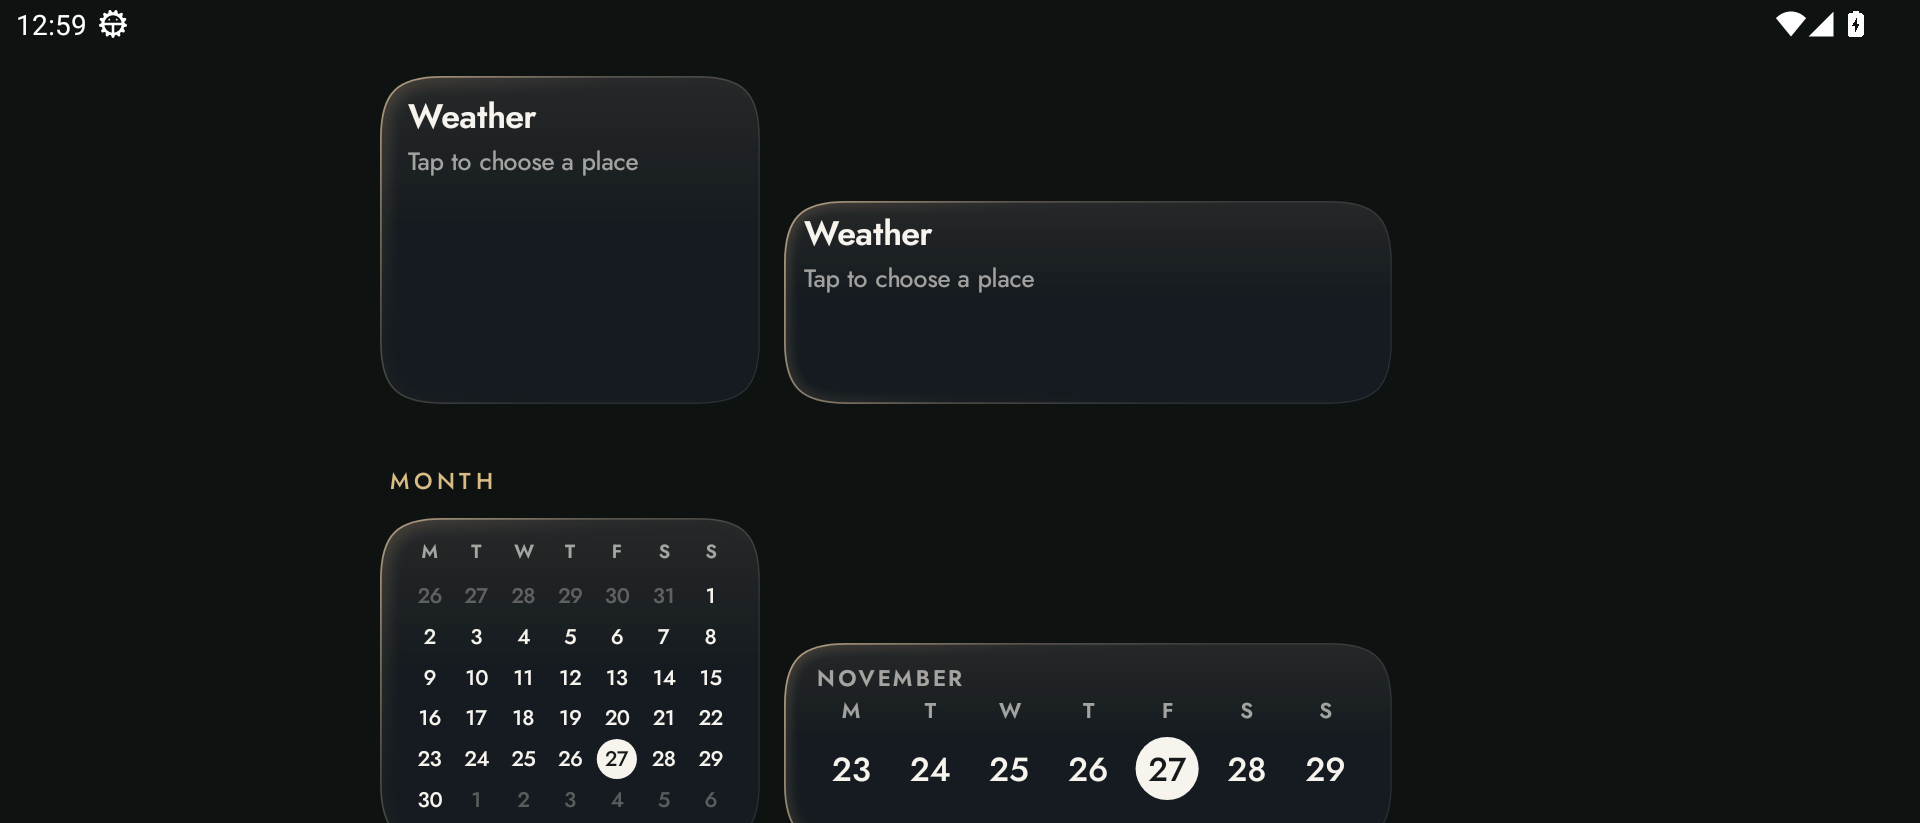 12:59
Weather
Tap to choose a place
Weather
Tap to choose a place
MONTH
M T W T F S S
26 27 28 29 30 31 1
2 3 4 5 6 7 8
9 10 11 12 13 14 15
16 17 18 19 20 21 22
23 24 25 26 27 28 29
30 1 2 3 4 5 6
NOVEMBER
M T W T F S S
23 24 25 26 27 28 29